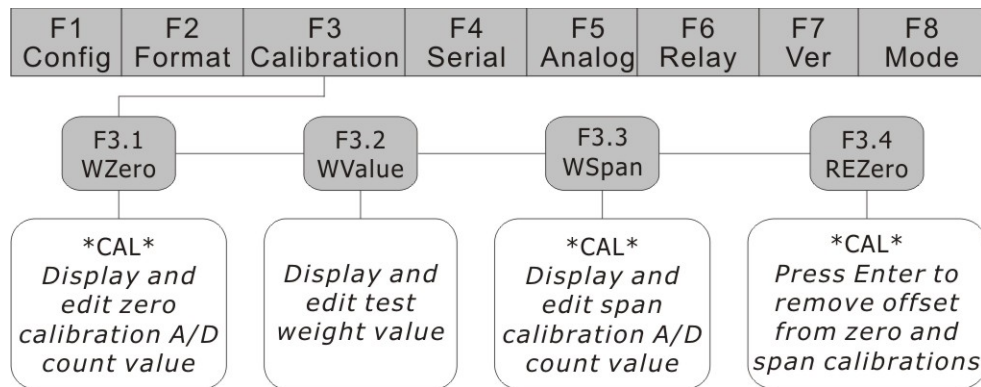 F1
Config
F2
Format
F3
Calibration
F4
Serial
F5
Analog
F6
Relay
F7
Ver
F8
Mode
F3.1
WZero
F3.2
WValue
F3.3
WSpan
F3.4
REZero
*CAL*
Display and
edit zero
calibration A/D
count value
Display and
edit test
weight value
*CAL*
Display and
edit span
calibration A/D
count value
*CAL*
Press Enter to
remove offset
from zero and
span calibrations